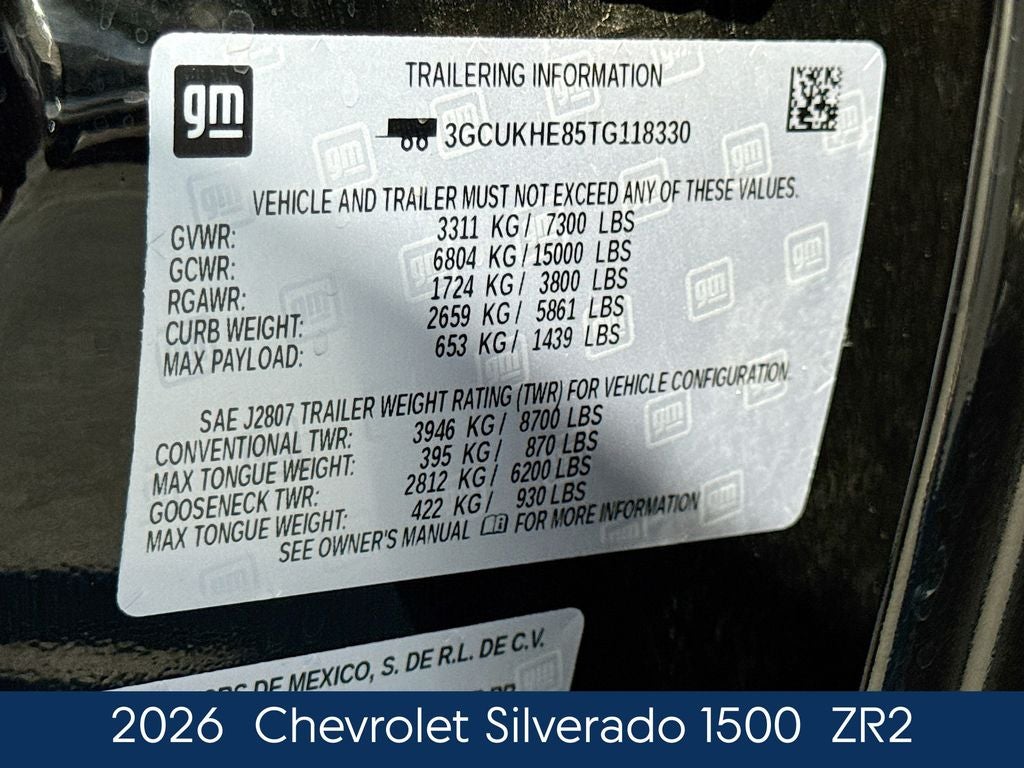 gm
TRAILERING INFORMATION
3GCUKHE85TG118330
VEHICLE AND TRAILER MUST NOT EXCEED ANY OF THESE VALUES.
GVWR: 3311 KG/ 7300 LBS
GCWR: 6804 KG/15000 LBS
RGAWR: 1724 KG/ 3800 LBS
CURB WEIGHT: 2659 KG/ 5861 LBS
MAX PAYLOAD: 653 KG/ 1439 LBS
SAE J2807 TRAILER WEIGHT RATING (TWR) FOR VEHICLE CONFIGURATION.
CONVENTIONAL TWR: 3946 KG/ 8700 LBS
MAX TONGUE WEIGHT: 395 KG/ 870 LBS
GOOSENECK TWR: 2812 KG/ 6200 LBS
MAX TONGUE WEIGHT: 422 KG/ 930 LBS
SEE OWNER'S MANUAL FOR MORE INFORMATION
DE MEXICO, S. DE R.L. DE C.V.
2026 Chevrolet Silverado 1500 ZR2